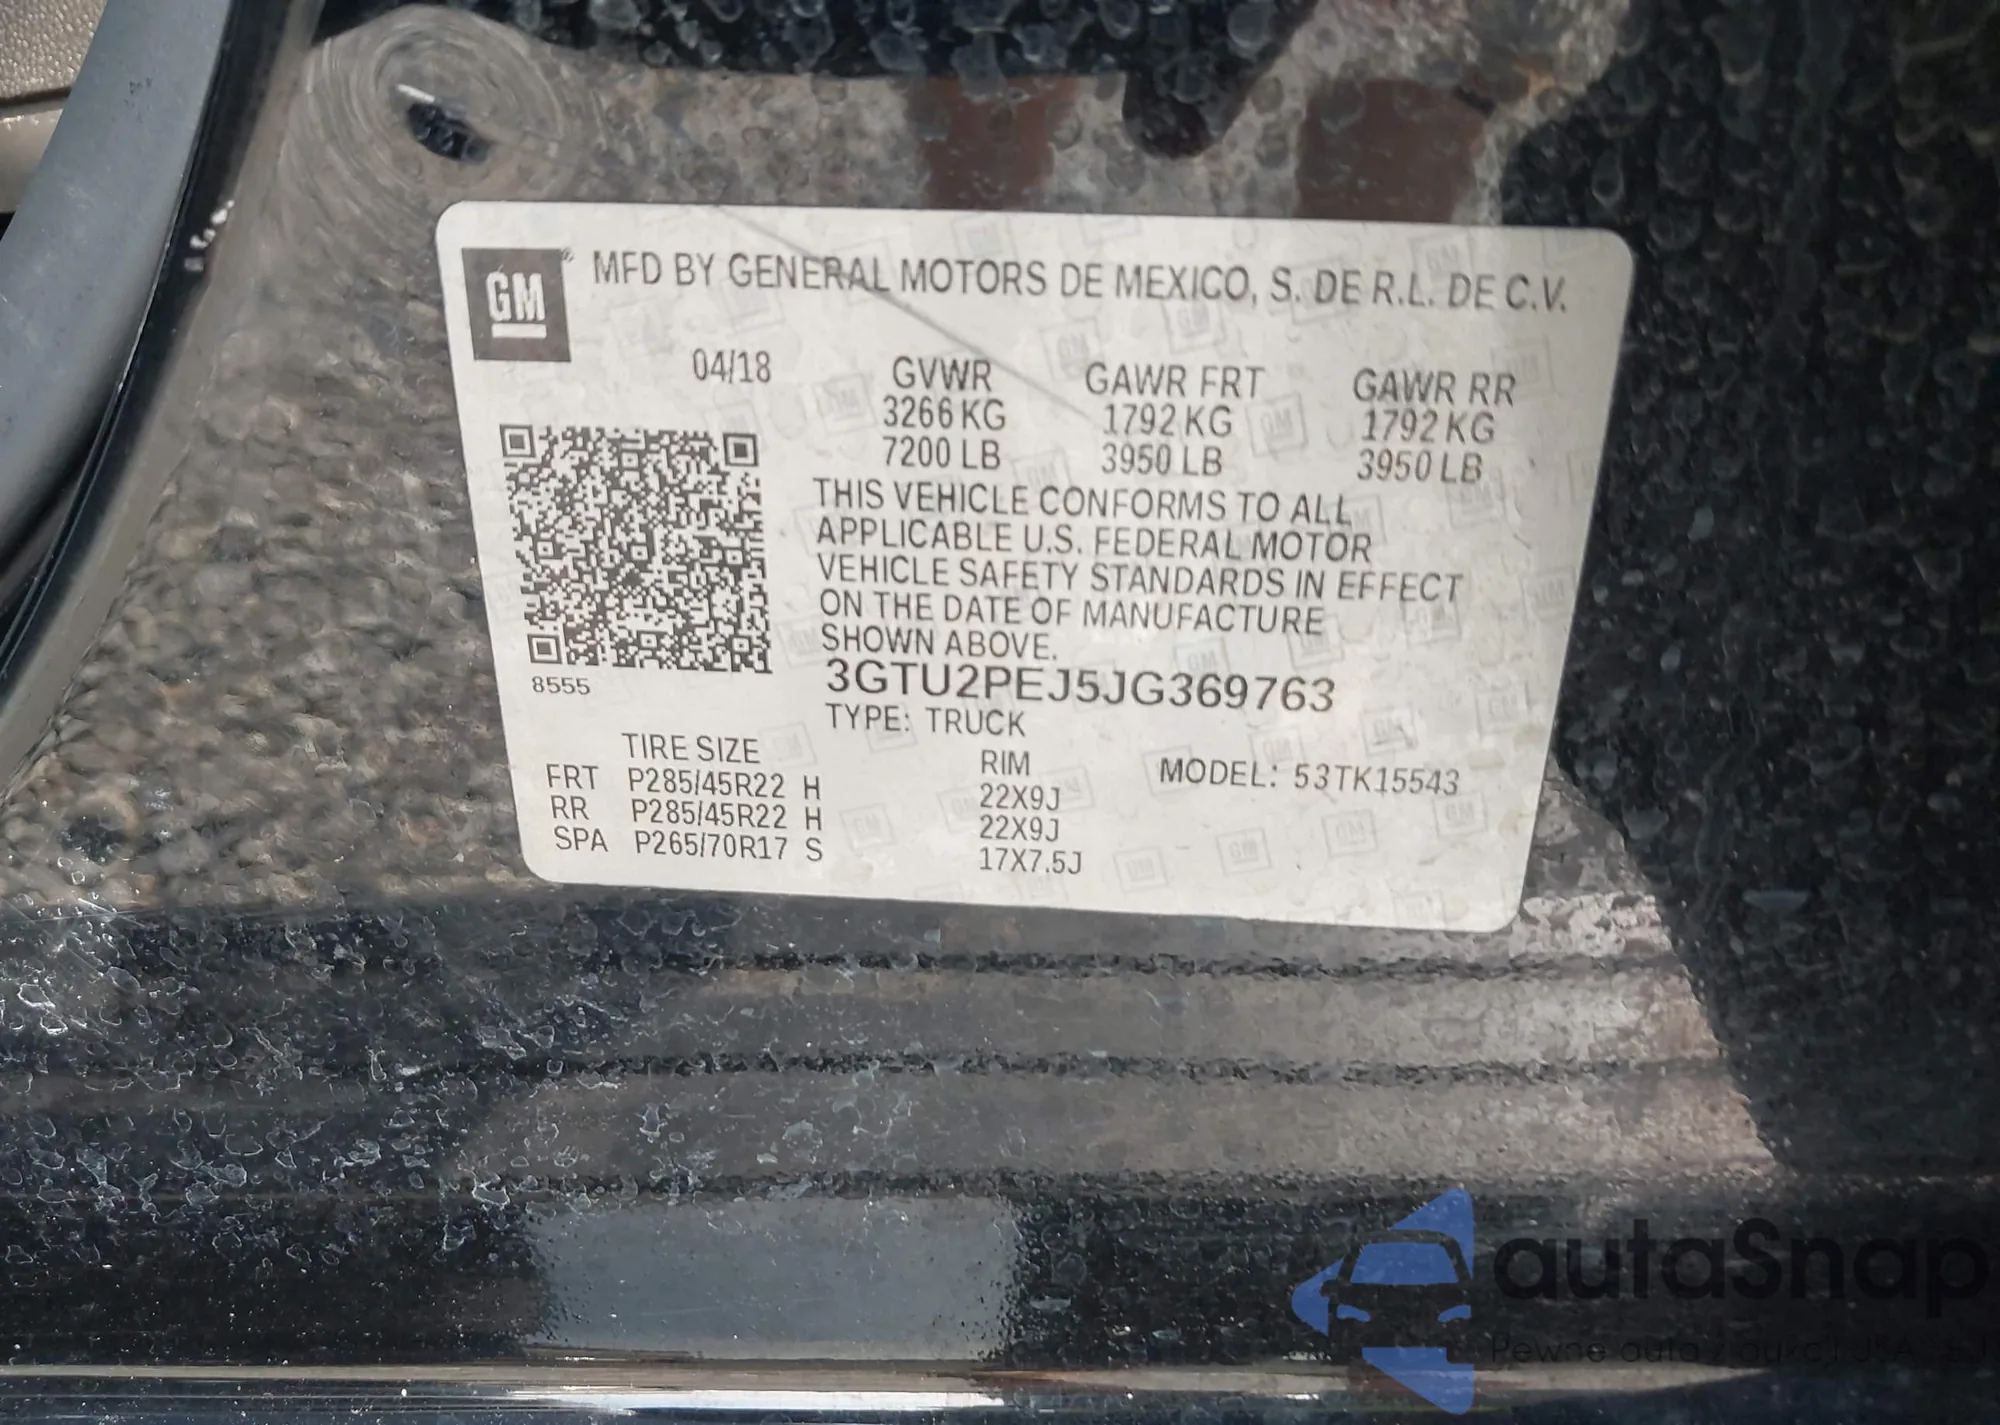 GM
MFD BY GENERAL MOTORS DE MEXICO, S. DE R.L. DE C.V.
04/18
GVWR GAWR FRT GAWR RR
3266 KG 1792 KG 1792 KG
7200 LB 3950 LB 3950 LB
THIS VEHICLE CONFORMS TO ALL
APPLICABLE U.S. FEDERAL MOTOR
VEHICLE SAFETY STANDARDS IN EFFECT
ON THE DATE OF MANUFACTURE
SHOWN ABOVE.
8555
3GTU2PEJ5JG369763
TYPE: TRUCK
TIRE SIZE RIM MODEL: 53TK15543
FRT P285/45R22 H 22X9J
RR P285/45R22 H 22X9J
SPA P265/70R17 S 17X7.5J
autaSnap
Pewne auta z aukcji